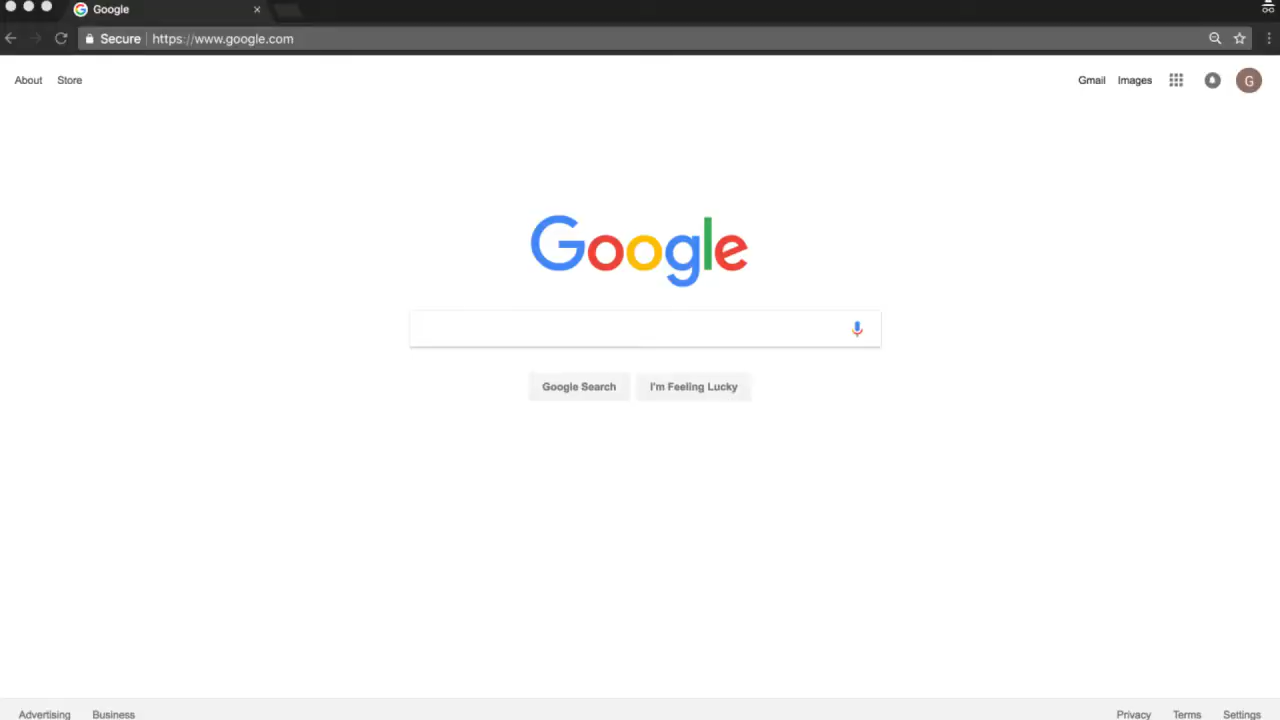 Google
Secure https://www.google.com
About Store Gmail Images G
Google
Google Search I'm Feeling Lucky
Advertising Business Privacy Terms Settings